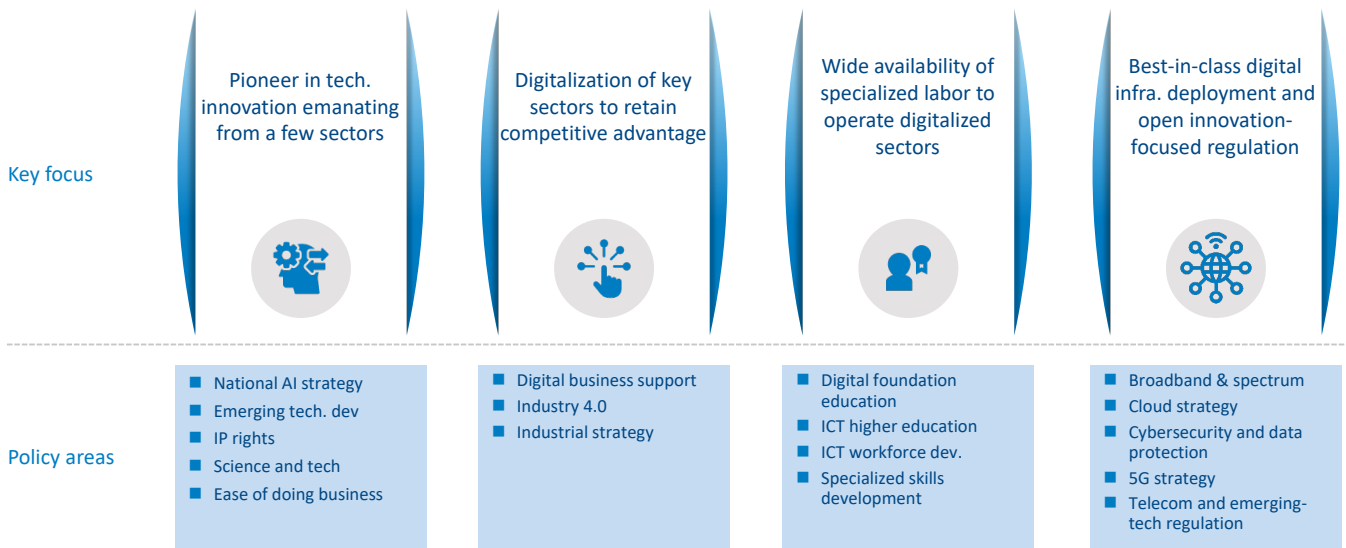 Key focus
Pioneer in tech.
innovation emanating
from a few sectors
Digitalization of key
sectors to retain
competitive advantage
Wide availability of
specialized labor to
operate digitalized
sectors
Best-in-class digital
infra. deployment and
open innovation-
focused regulation
Policy areas
National AI strategy
Emerging tech. dev
IP rights
Science and tech
Ease of doing business
Digital business support
Industry 4.0
Industrial strategy
Digital foundation
education
ICT higher education
ICT workforce dev.
Specialized skills
development
Broadband & spectrum
Cloud strategy
Cybersecurity and data
protection
5G strategy
Telecom and emerging-
tech regulation